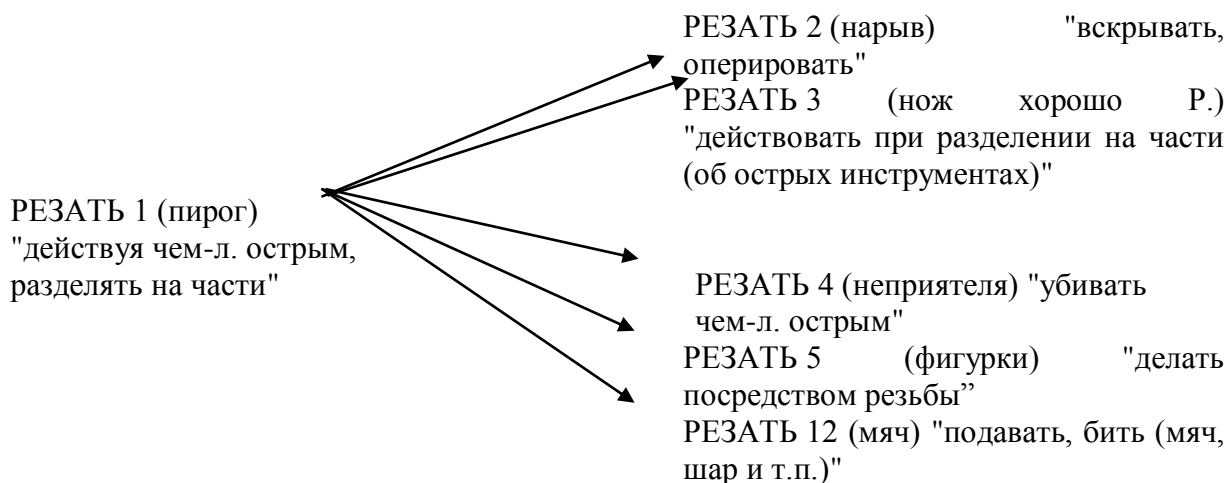 РЕЗАТЬ 2 (нарыв) "вскрывать,
оперировать"
РЕЗАТЬ 3 (нож хорошо Р.)
"действовать при разделении на части
(об острых инструментах)"
РЕЗАТЬ 1 (пирог)
"действуя чем-л. острым,
разделять на части"
РЕЗАТЬ 4 (неприятеля) "убивать
чем-л. острым"
РЕЗАТЬ 5 (фигурки) "делать
посредством резьбы”
РЕЗАТЬ 12 (мяч) "подавать, бить (мяч,
шар и т.п.)"